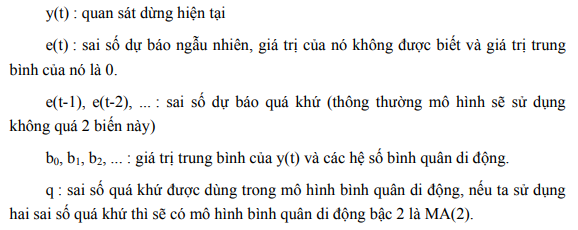 y(t) : quan sát dừng hiện tại
e(t) : sai số dự báo ngẫu nhiên, giá trị của nó không được biết và giá trị trung
bình của nó là 0.
e(t-1), e(t-2), ... : sai số dự báo quá khứ (thông thường mô hình sẽ sử dụng
không quá 2 biến này)
b₀, b₁, b₂, ... : giá trị trung bình của y(t) và các hệ số bình quân di động.
q : sai số quá khứ được dùng trong mô hình bình quân di động, nếu ta sử dụng
hai sai số quá khứ thì sẽ có mô hình bình quân di động bậc 2 là MA(2).